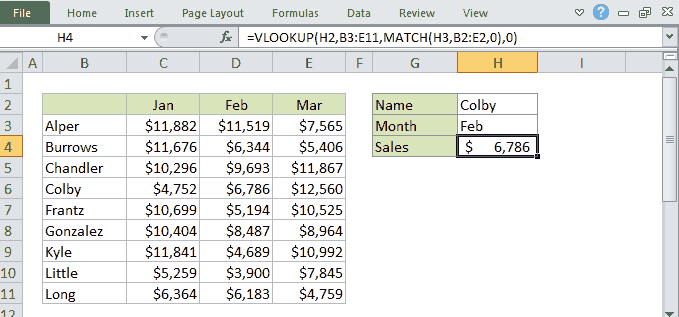 File Home Insert Page Layout Formulas Data Review View
H4 fx =VLOOKUP(H2,B3:E11,MATCH(H3,B2:E2,0),0)
A B C D E F G H I
1
2 Jan Feb Mar Name Colby
3 Alper $11,882 $11,519 $7,565 Month Feb
4 Burrows $11,676 $6,344 $5,406 Sales $ 6,786
5 Chandler $10,296 $9,693 $11,867
6 Colby $4,752 $6,786 $12,560
7 Frantz $10,699 $5,194 $10,525
8 Gonzalez $10,404 $8,487 $8,964
9 Kyle $11,841 $4,689 $10,992
10 Little $5,259 $3,900 $7,845
11 Long $6,364 $6,183 $4,759
12